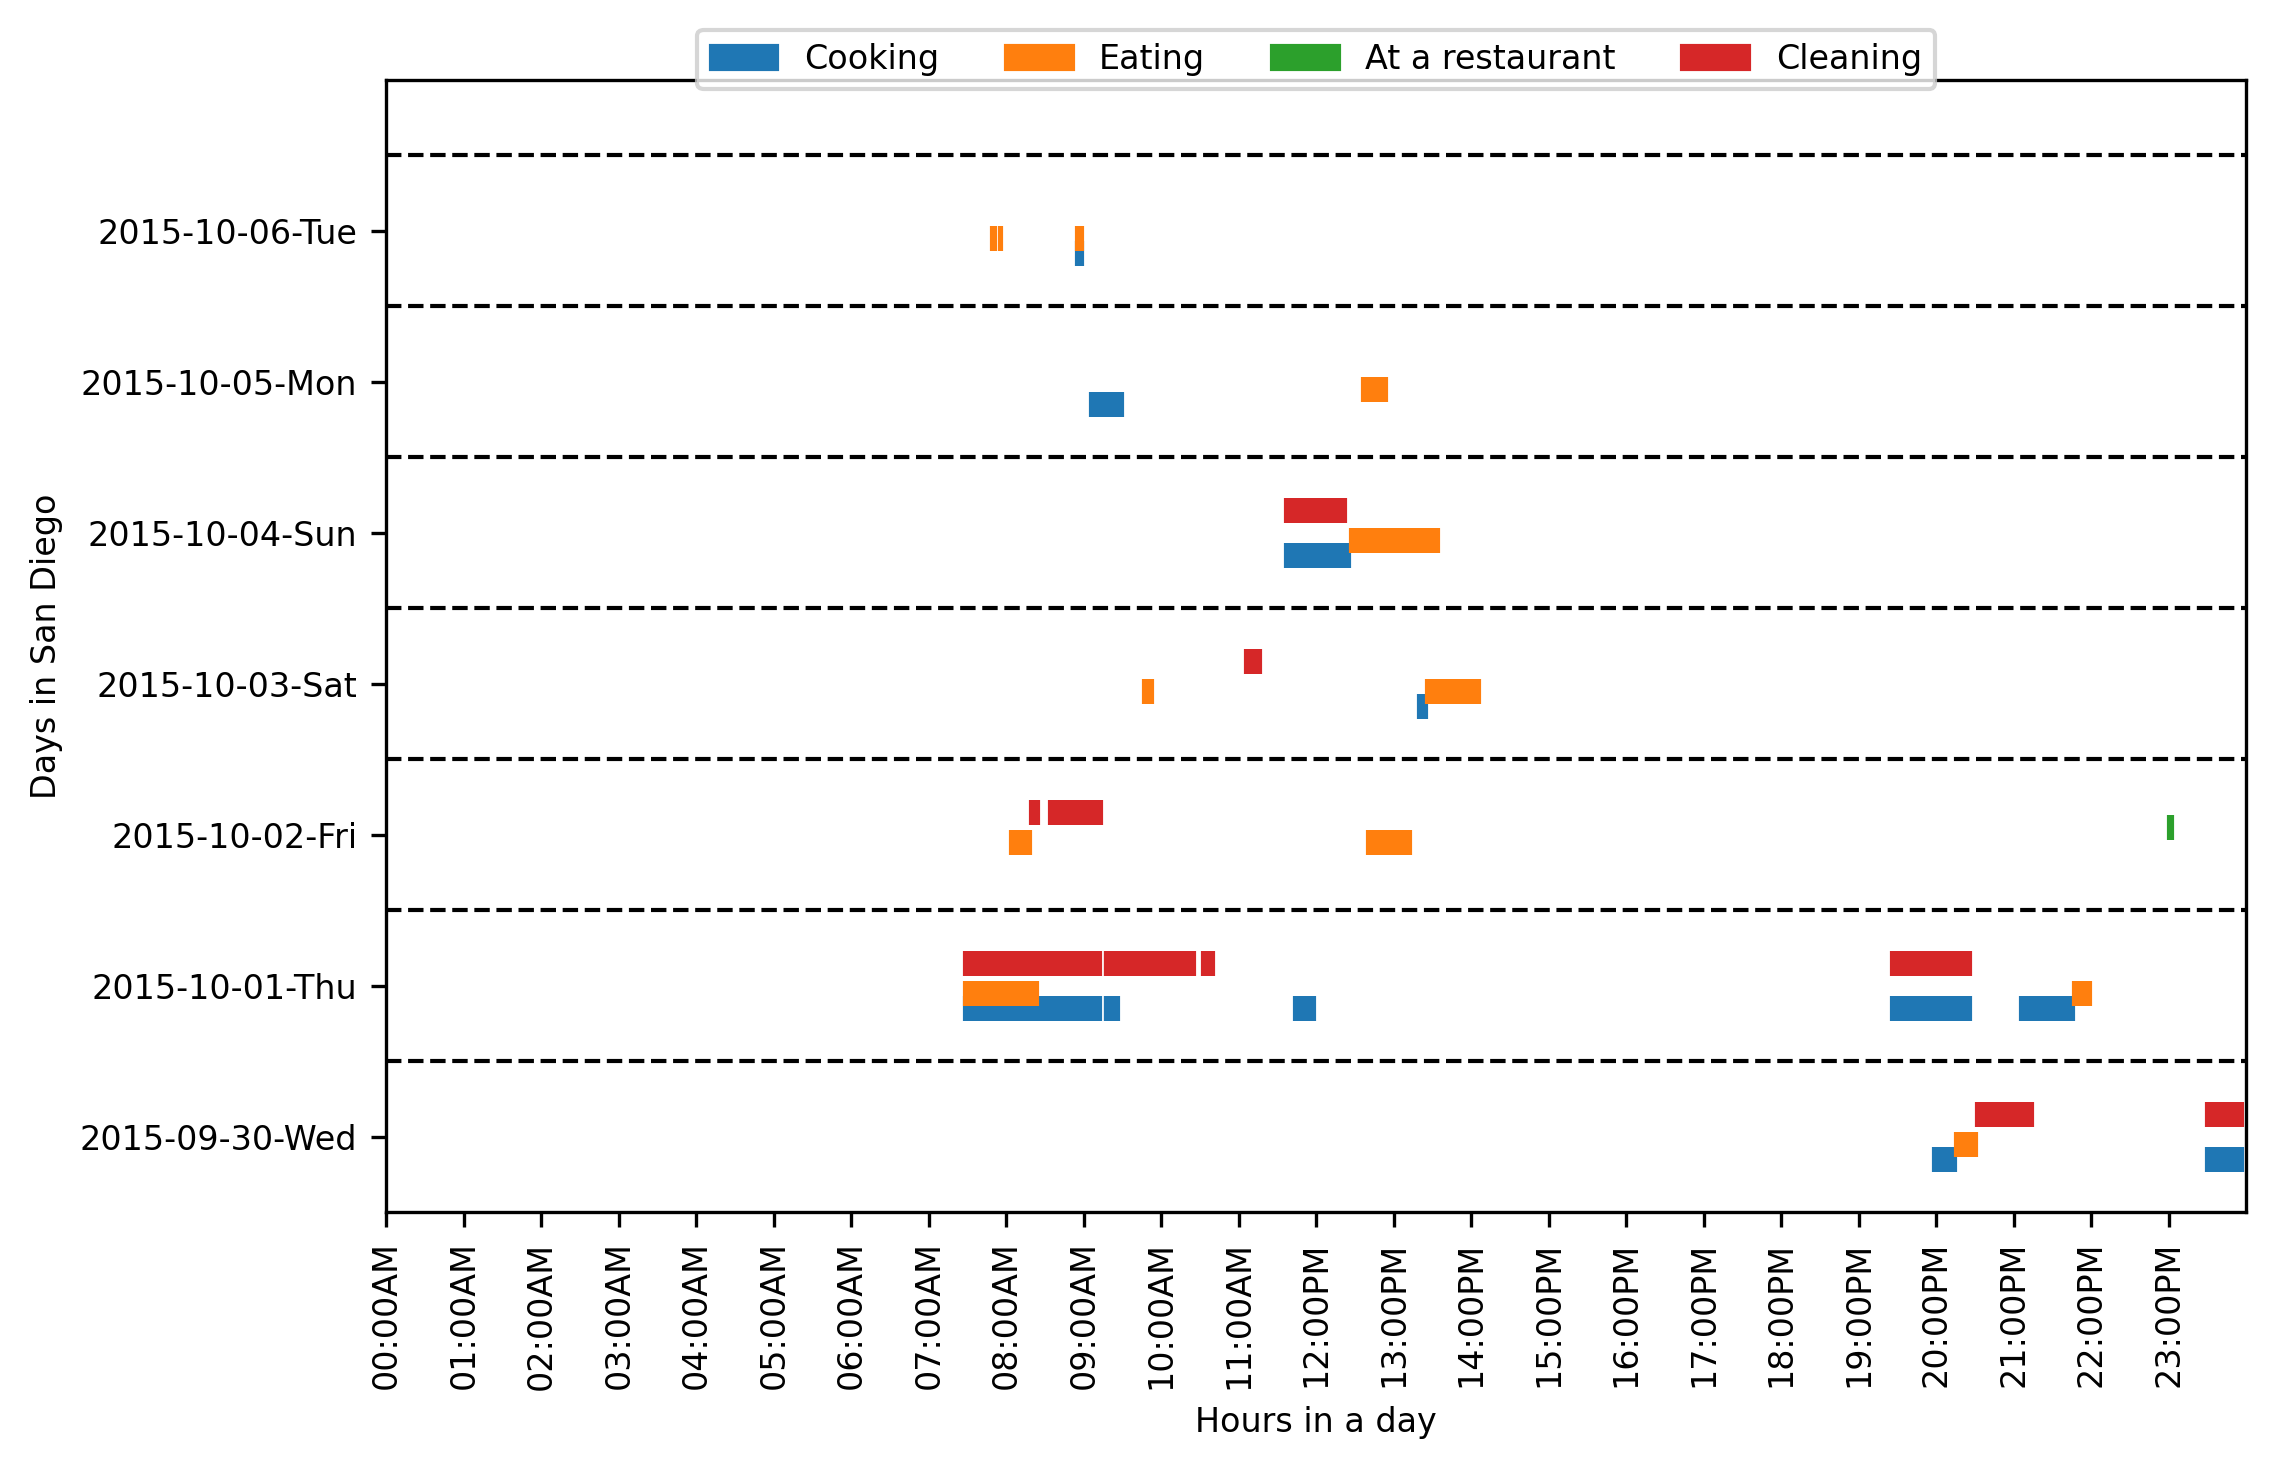 Cooking Eating At a restaurant Cleaning
2015-10-06-Tue
2015-10-05-Mon
2015-10-04-Sun
2015-10-03-Sat
2015-10-02-Fri
2015-10-01-Thu
2015-09-30-Wed
Days in San Diego
00:00AM
01:00AM
02:00AM
03:00AM
04:00AM
05:00AM
06:00AM
07:00AM
08:00AM
09:00AM
10:00AM
11:00AM
12:00PM
13:00PM
14:00PM
15:00PM
16:00PM
17:00PM
18:00PM
19:00PM
20:00PM
21:00PM
22:00PM
23:00PM
Hours in a day